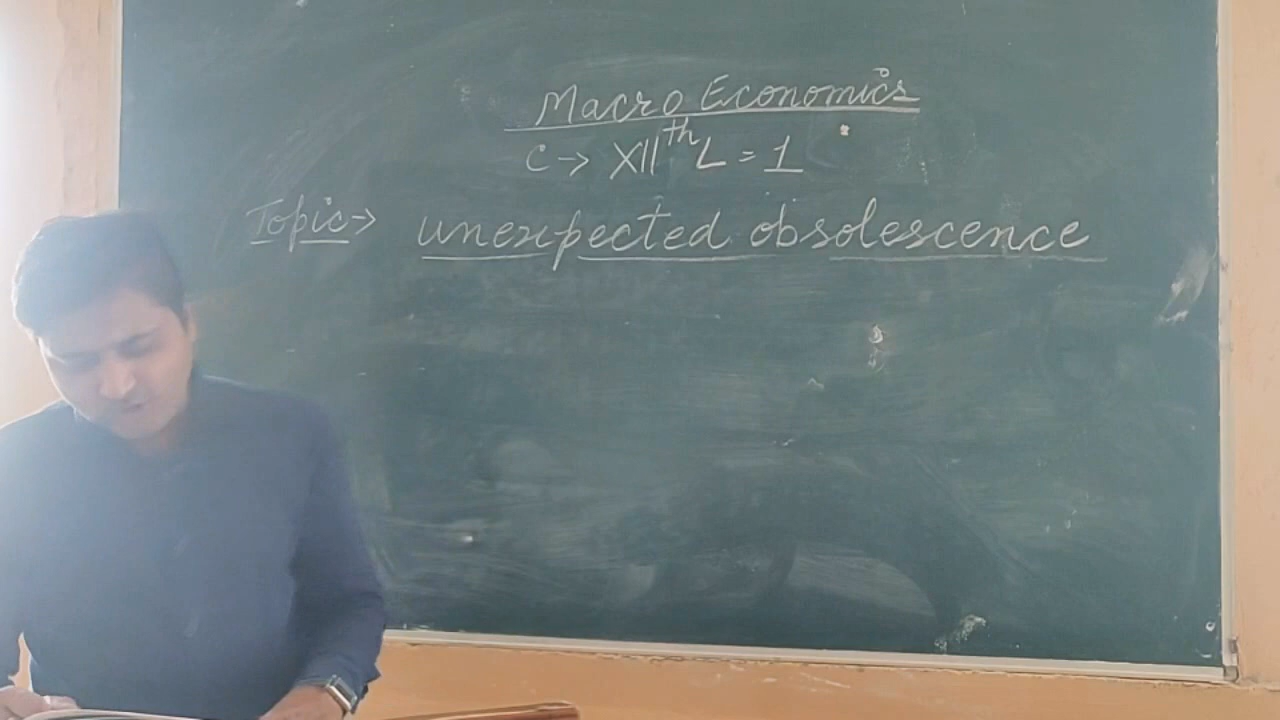 Macro Economics
C → XIIth L = 1
Topic → unexpected obsolescence